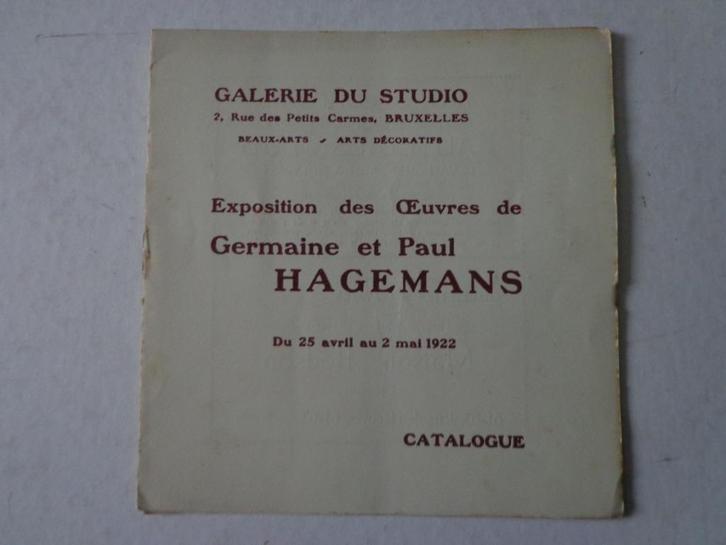 GALERIE DU STUDIO
2, Rue des Petits Carmes, BRUXELLES
BEAUX-ARTS - ARTS DÉCORATIFS
Exposition des Œuvres de
Germaine et Paul
HAGEMANS
Du 25 avril au 2 mai 1922
CATALOGUE